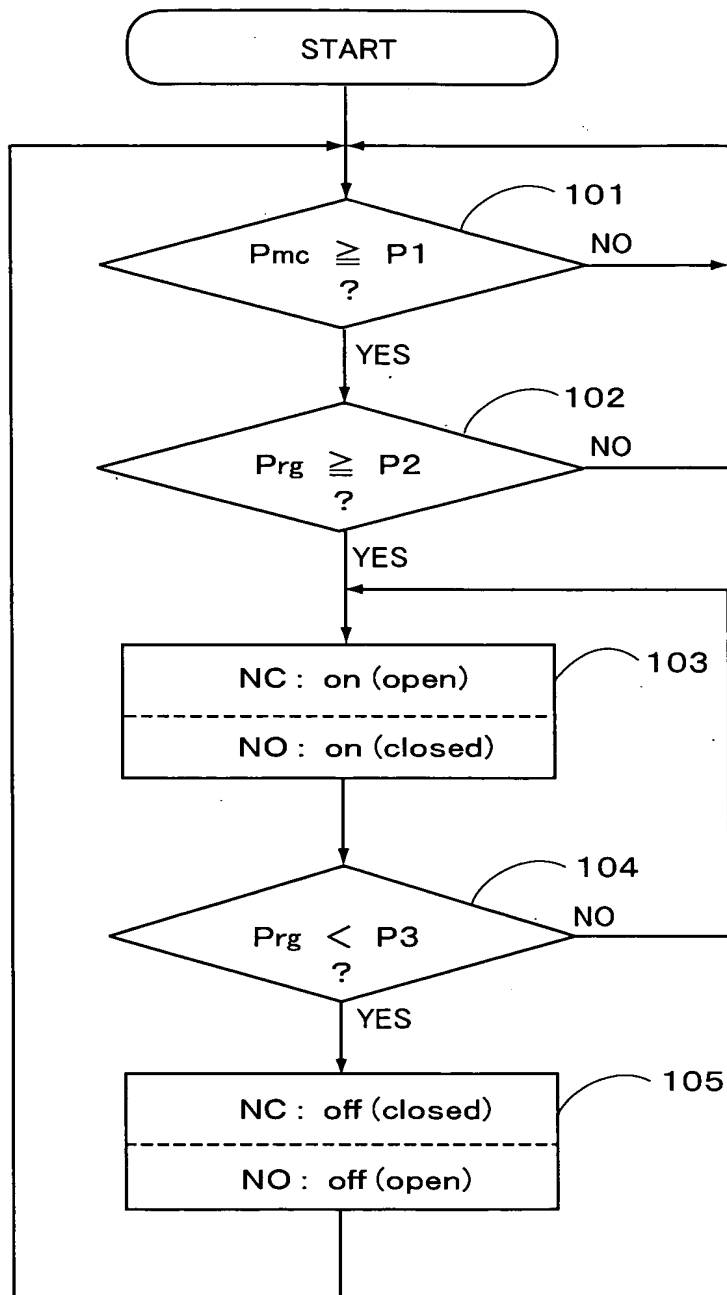 START
101
Pmc ≧ P1
?
NO
YES
102
Prg ≧ P2
?
NO
YES
103
NC : on (open)
NO : on (closed)
104
Prg < P3
?
NO
YES
105
NC : off (closed)
NO : off (open)